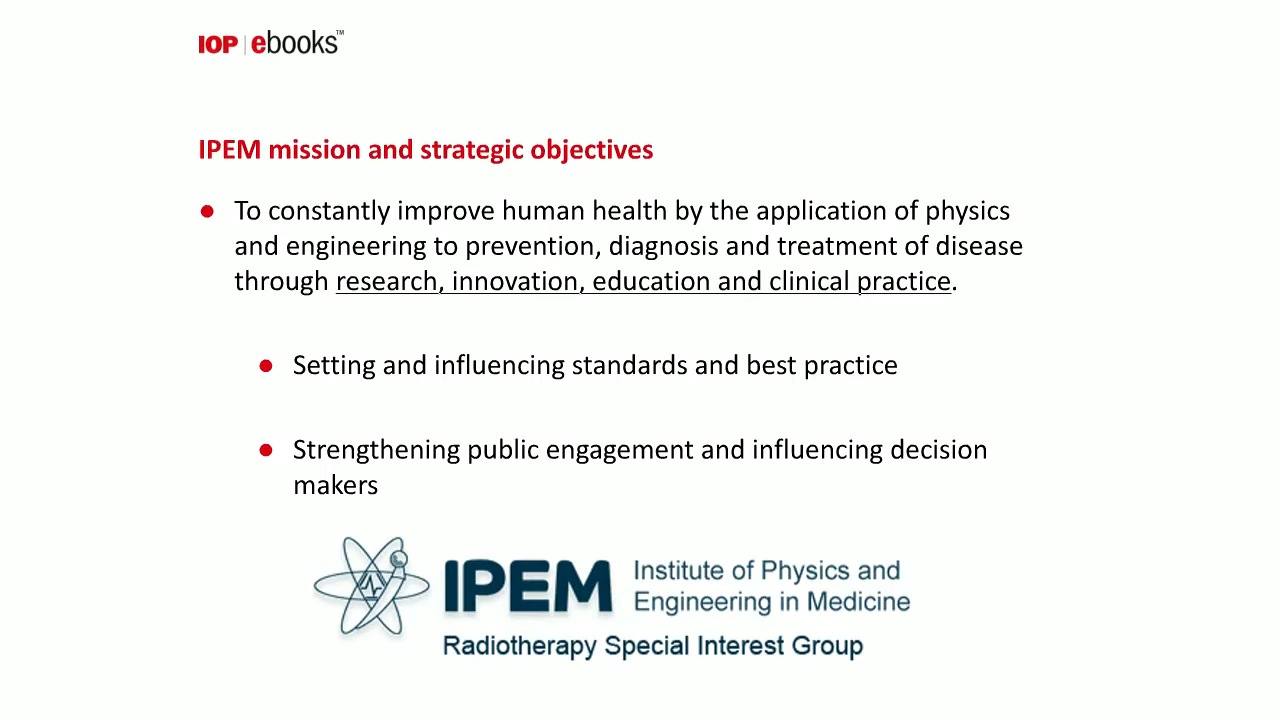 IOP | ebooks™
IPEM mission and strategic objectives
● To constantly improve human health by the application of physics
and engineering to prevention, diagnosis and treatment of disease
through research, innovation, education and clinical practice.
● Setting and influencing standards and best practice
● Strengthening public engagement and influencing decision
makers
IPEM Institute of Physics and
Engineering in Medicine
Radiotherapy Special Interest Group